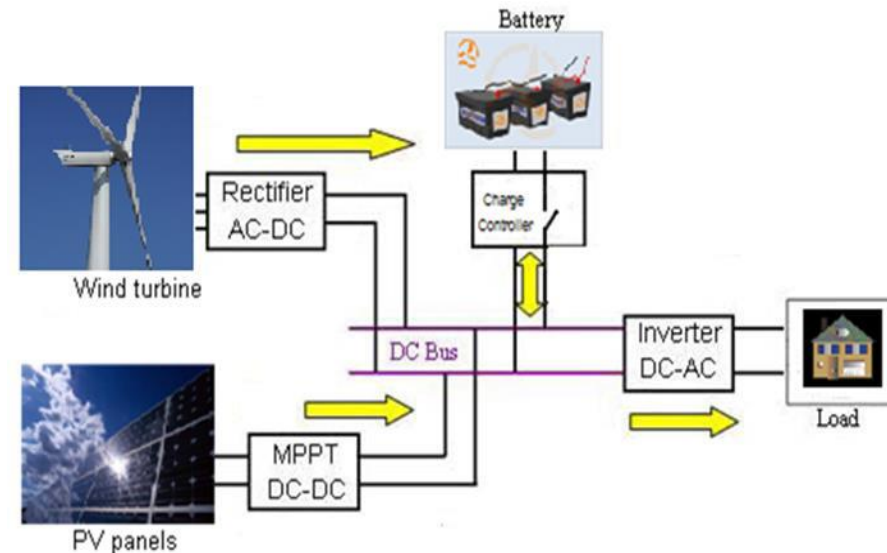 Battery
Rectifier
AC-DC
Charge
Controller
Wind turbine
DC Bus
Inverter
DC-AC
Load
MPPT
DC-DC
PV panels